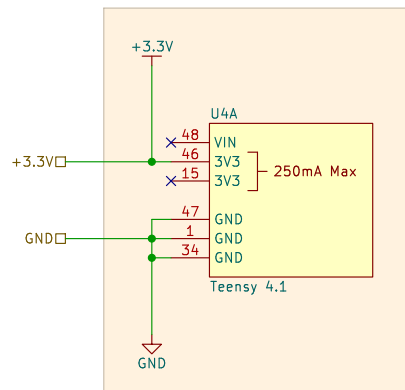 +3.3V
U4A
48 VIN
+3.3V 46 3V3
250mA Max
15 3V3
47 GND
GND 1 GND
34 GND
Teensy 4.1
GND